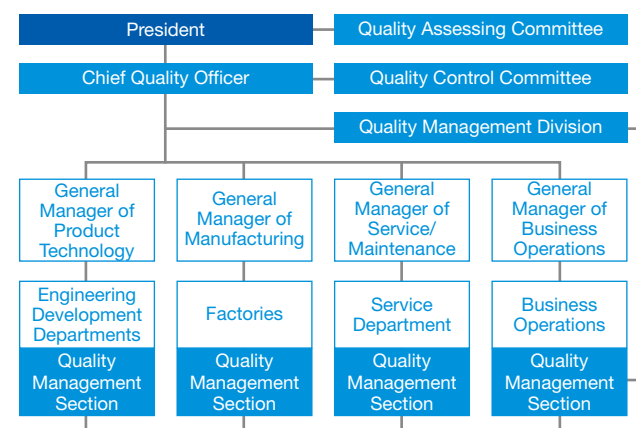 President
Quality Assessing Committee
Chief Quality Officer
Quality Control Committee
Quality Management Division
General
Manager of
Product
Technology
General
Manager of
Manufacturing
General
Manager of
Service/
Maintenance
General
Manager of
Business
Operations
Engineering
Development
Departments
Factories
Service
Department
Business
Operations
Quality
Management
Section
Quality
Management
Section
Quality
Management
Section
Quality
Management
Section